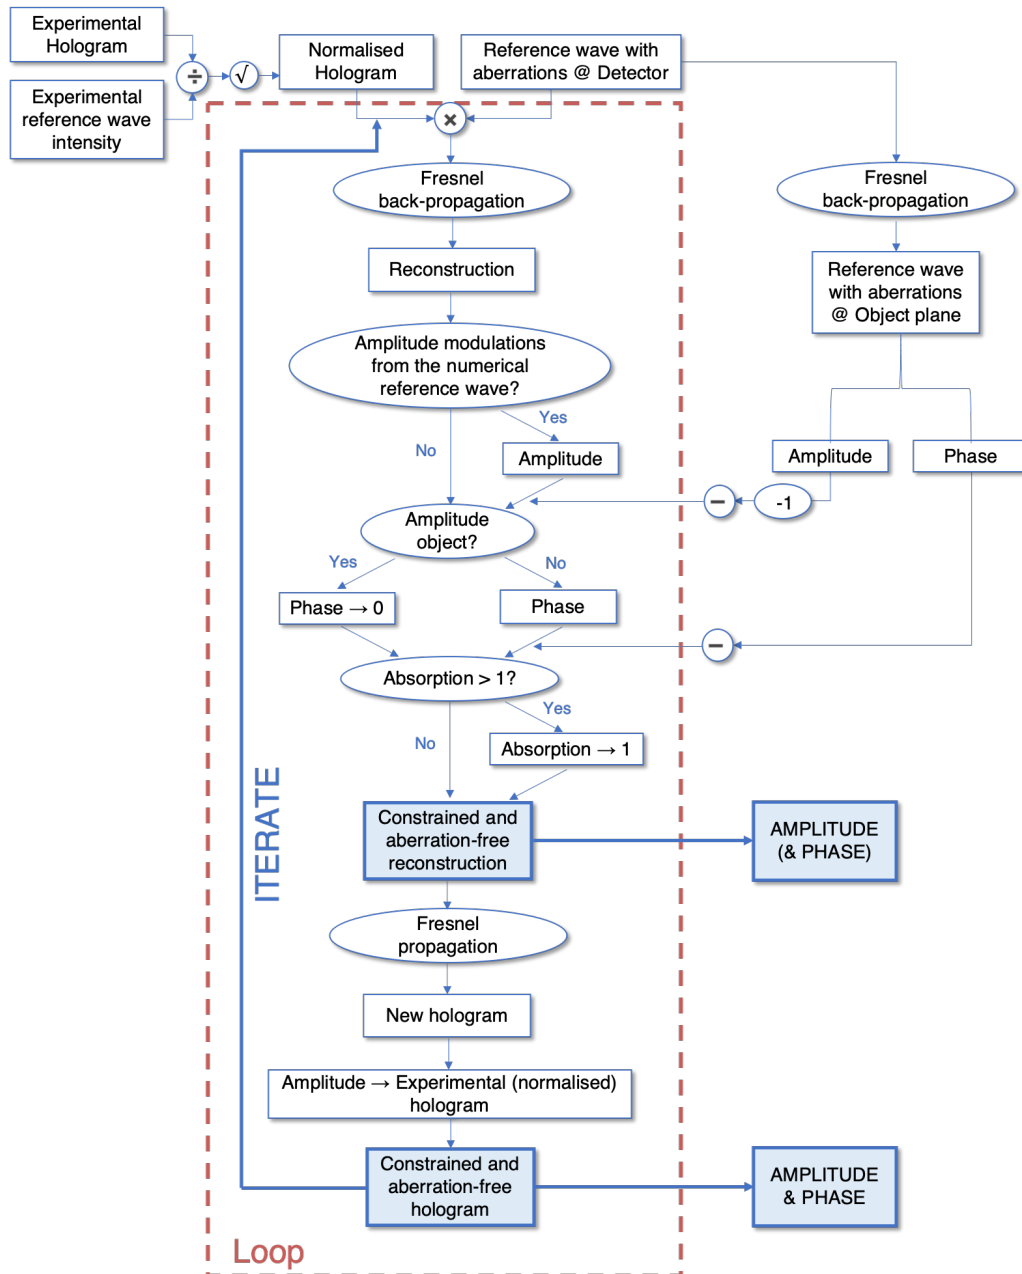 Experimental
Hologram
Experimental
reference wave
intensity
÷
√
Normalised
Hologram
Reference wave with
aberrations @ Detector
×
Fresnel
back-propagation
Fresnel
back-propagation
Reconstruction
Reference wave
with aberrations
@ Object plane
Amplitude modulations
from the numerical
reference wave?
Yes
No
Amplitude
Amplitude
Phase
−
-1
Amplitude
object?
Yes
No
Phase → 0
Phase
−
Absorption > 1?
Yes
No
Absorption → 1
ITERATE
Constrained and
aberration-free
reconstruction
AMPLITUDE
(& PHASE)
Fresnel
propagation
New hologram
Amplitude → Experimental (normalised)
hologram
Constrained and
aberration-free
hologram
AMPLITUDE
& PHASE
Loop